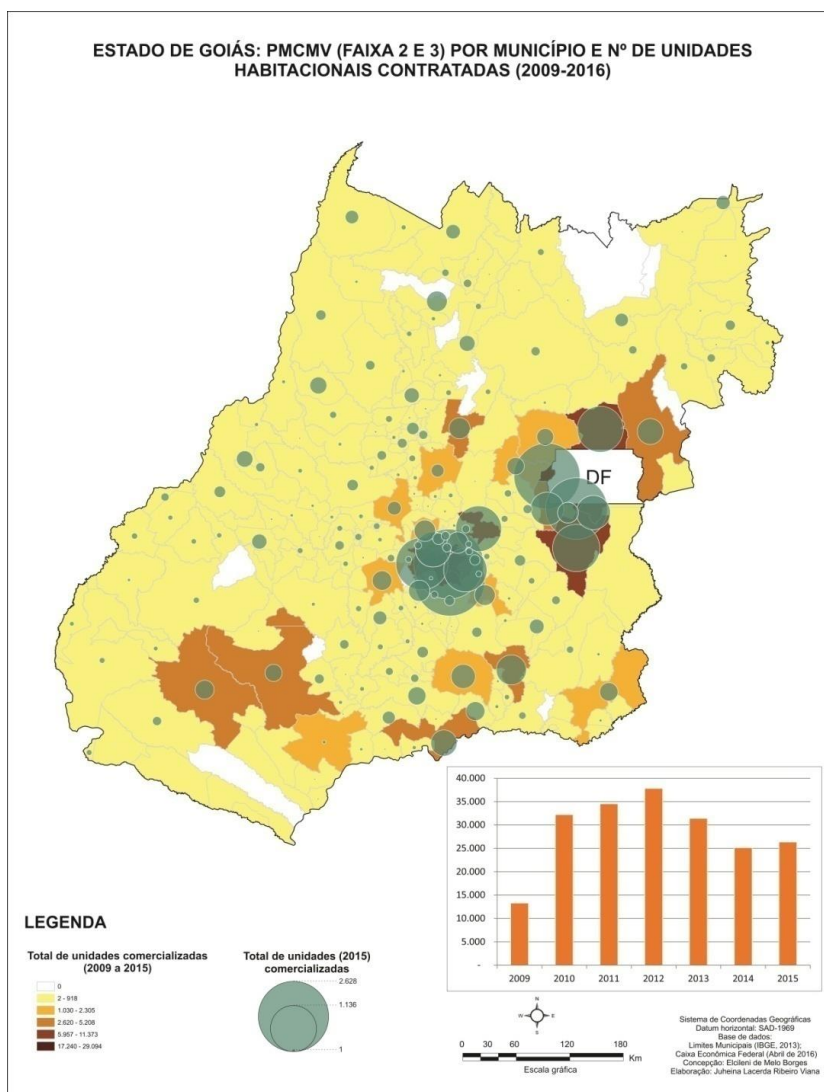 ESTADO DE GOIÁS: PMCMV (FAIXA 2 E 3) POR MUNICÍPIO E Nº DE UNIDADES
HABITACIONAIS CONTRATADAS (2009-2016)
DF
40.000
35.000
30.000
25.000
20.000
15.000
10.000
5.000
-
2009 2010 2011 2012 2013 2014 2015
LEGENDA
Total de unidades comercializadas
(2009 a 2015)
0
2 - 918
1.030 - 2.305
2.620 - 5.208
5.957 - 11.373
17.240 - 29.094
Total de unidades (2015)
comercializadas
2.628
1.136
1
N
W E
S
0 30 60 120 180
Km
Escala gráfica
Sistema de Coordenadas Geográficas
Datum horizontal: SAD-1969
Base de dados:
Limites Municipais (IBGE, 2013);
Caixa Econômica Federal (Abril de 2016)
Concepção: Elcileni de Melo Borges
Elaboração: Juheina Lacerda Ribeiro Viana